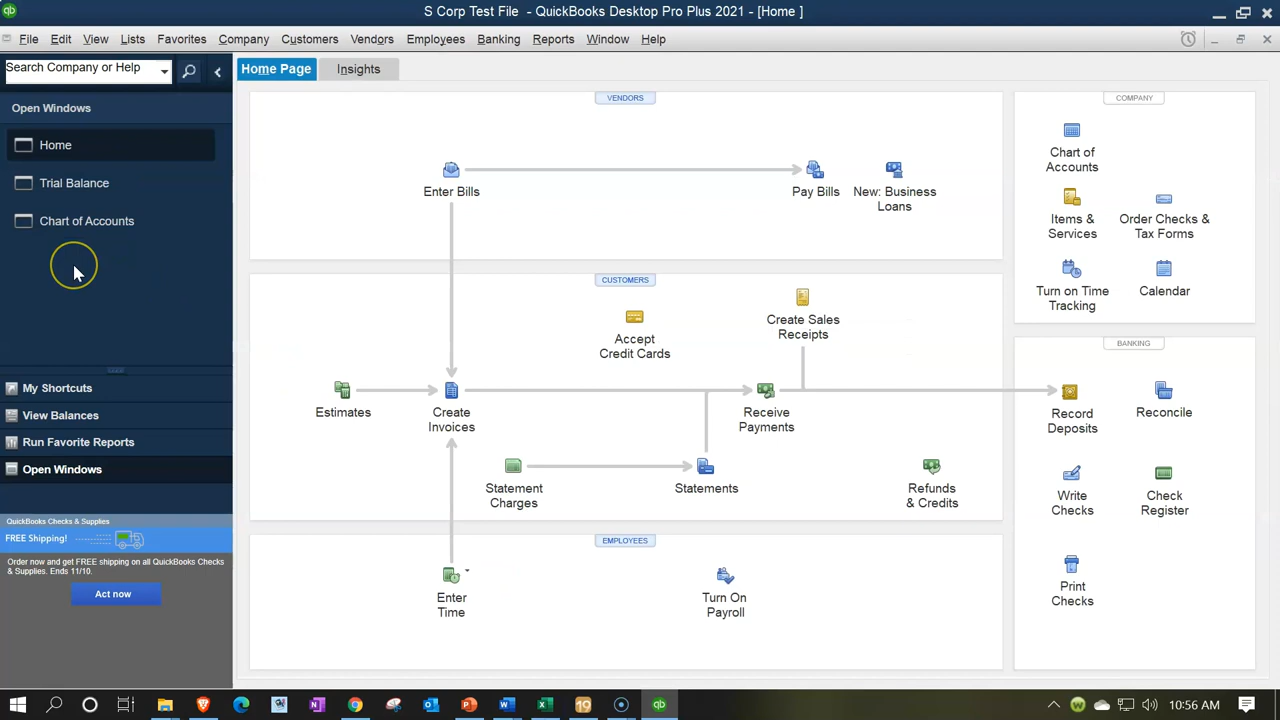 S Corp Test File - QuickBooks Desktop Pro Plus 2021 - [Home ]
File Edit View Lists Favorites Company Customers Vendors Employees Banking Reports Window Help
Search Company or Help
Home Page Insights
Open Windows
Home
Trial Balance
Chart of Accounts
My Shortcuts
View Balances
Run Favorite Reports
Open Windows
QuickBooks Checks & Supplies
FREE Shipping!
Order now and get FREE shipping on all QuickBooks Checks
& Supplies. Ends 11/10.
Act now
VENDORS
Enter Bills
Pay Bills
New: Business
Loans
CUSTOMERS
Accept
Credit Cards
Create Sales
Receipts
Estimates
Create
Invoices
Receive
Payments
Statement
Charges
Statements
Refunds
& Credits
EMPLOYEES
Enter
Time
Turn On
Payroll
COMPANY
Chart of
Accounts
Items &
Services
Order Checks &
Tax Forms
Turn on Time
Tracking
Calendar
BANKING
Record
Deposits
Reconcile
Write
Checks
Check
Register
Print
Checks
10:56 AM